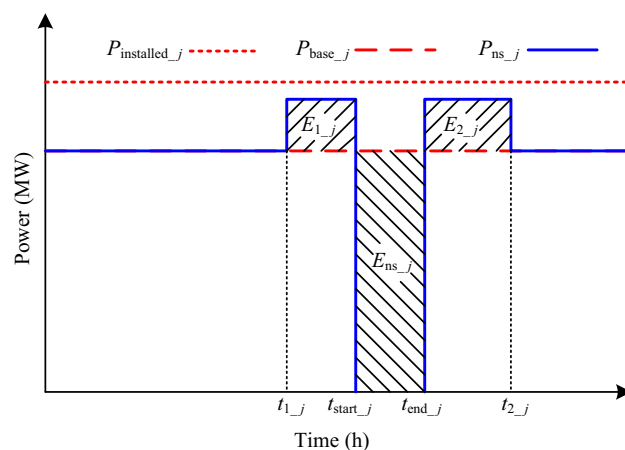 P_installed_j P_base_j P_ns_j
E_1_j E_2_j
E_ns_j
Power (MW)
t_1_j t_start_j t_end_j t_2_j
Time (h)